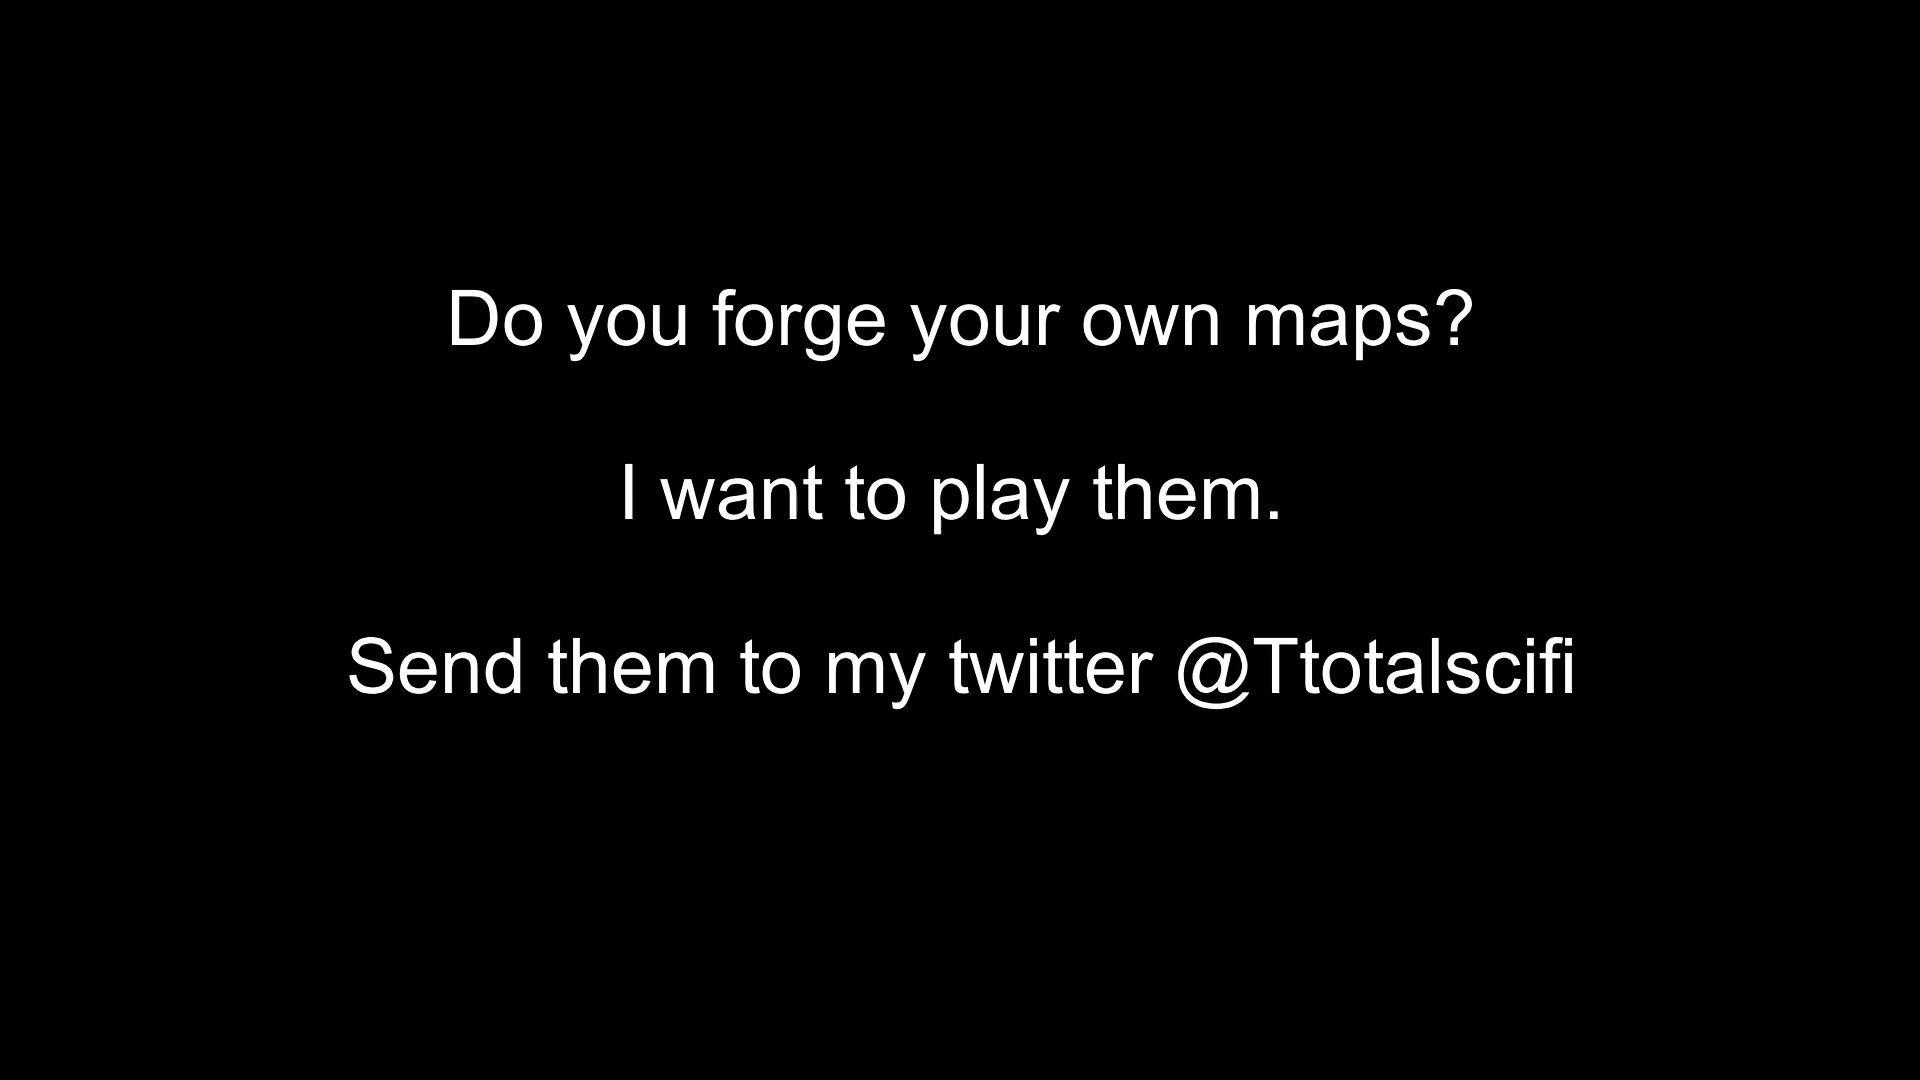 Do you forge your own maps?
I want to play them.
Send them to my twitter @Ttotalscifi